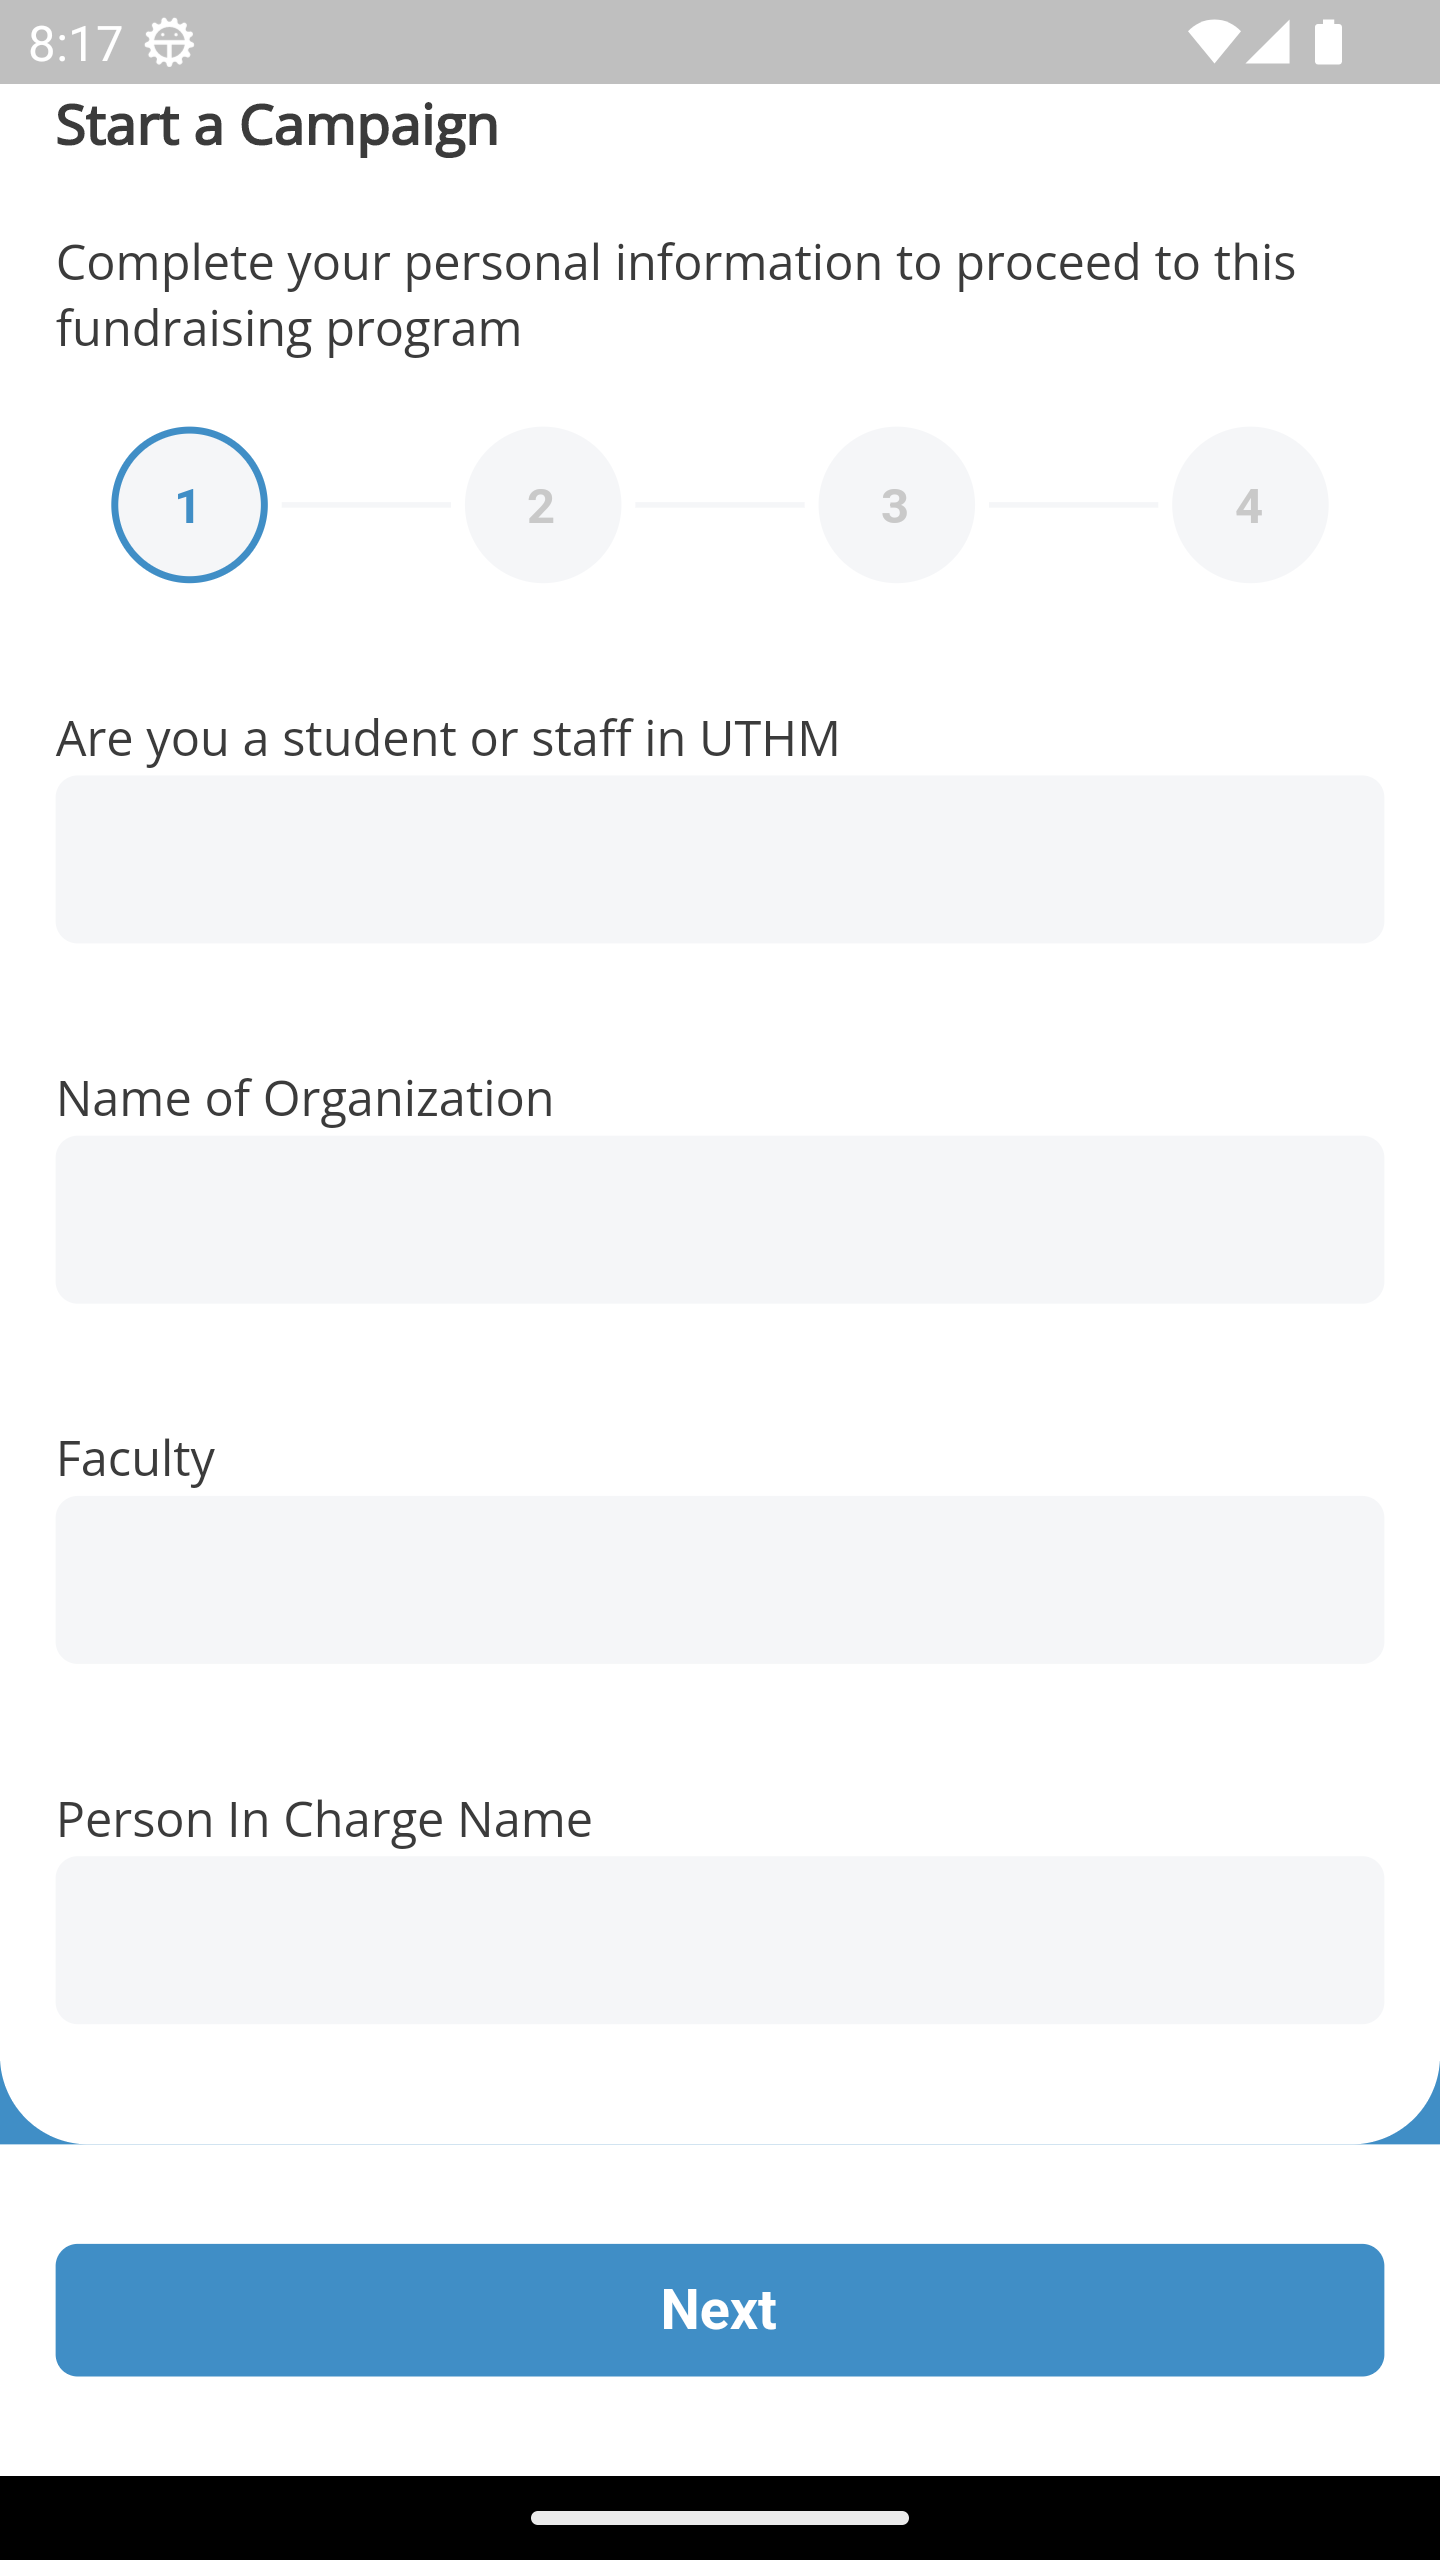 8:17
Start a Campaign
Complete your personal information to proceed to this
fundraising program
1 2 3 4
Are you a student or staff in UTHM
Name of Organization
Faculty
Person In Charge Name
Next